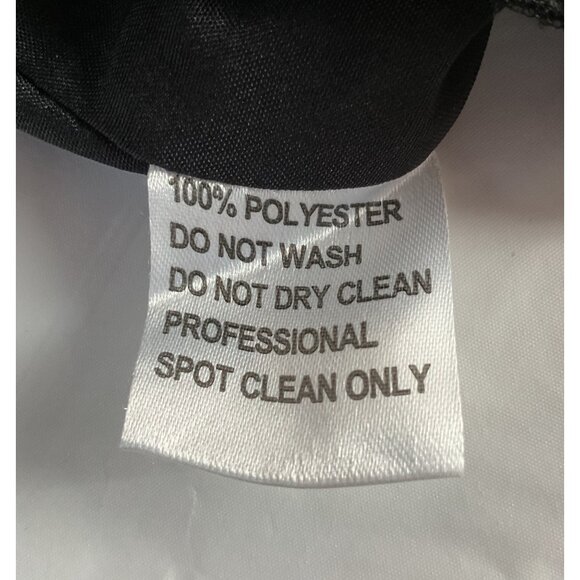 100% POLYESTER
DO NOT WASH
DO NOT DRY CLEAN
PROFESSIONAL
SPOT CLEAN ONLY